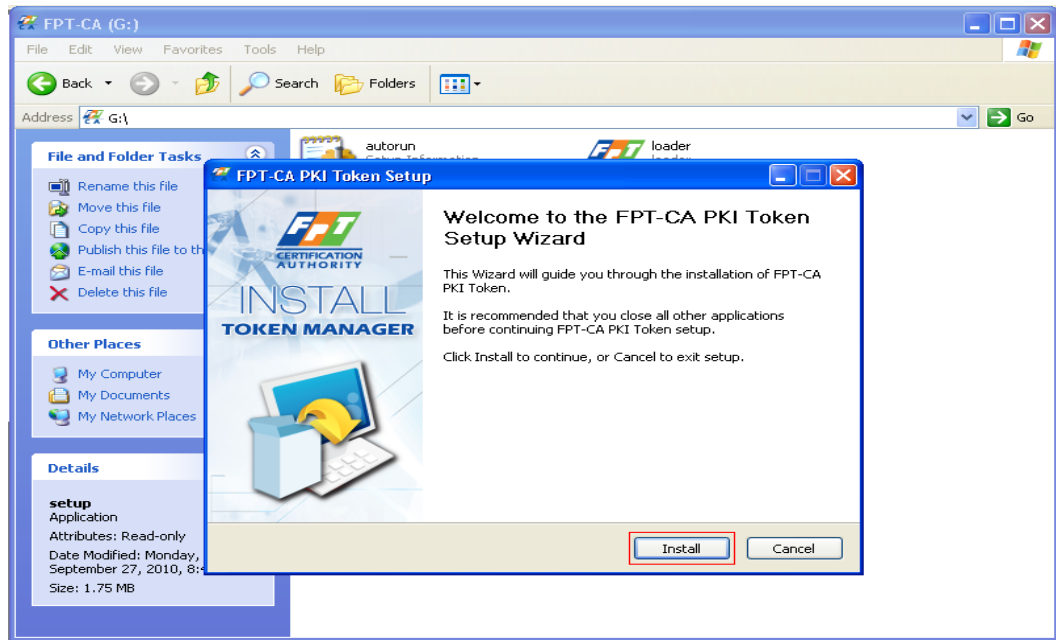 FPT-CA (G:)
File Edit View Favorites Tools Help
Back Search Folders
Address G:\ Go
File and Folder Tasks
Rename this file
Move this file
Copy this file
Publish this file to th
E-mail this file
Delete this file
Other Places
My Computer
My Documents
My Network Places
Details
setup
Application
Attributes: Read-only
Date Modified: Monday,
September 27, 2010, 8:4
Size: 1.75 MB
autorun
Setup Information
loader
loader
FPT-CA PKI Token Setup
FPT
CERTIFICATION
AUTHORITY
INSTALL
TOKEN MANAGER
Welcome to the FPT-CA PKI Token
Setup Wizard
This Wizard will guide you through the installation of FPT-CA
PKI Token.
It is recommended that you close all other applications
before continuing FPT-CA PKI Token setup.
Click Install to continue, or Cancel to exit setup.
Install Cancel